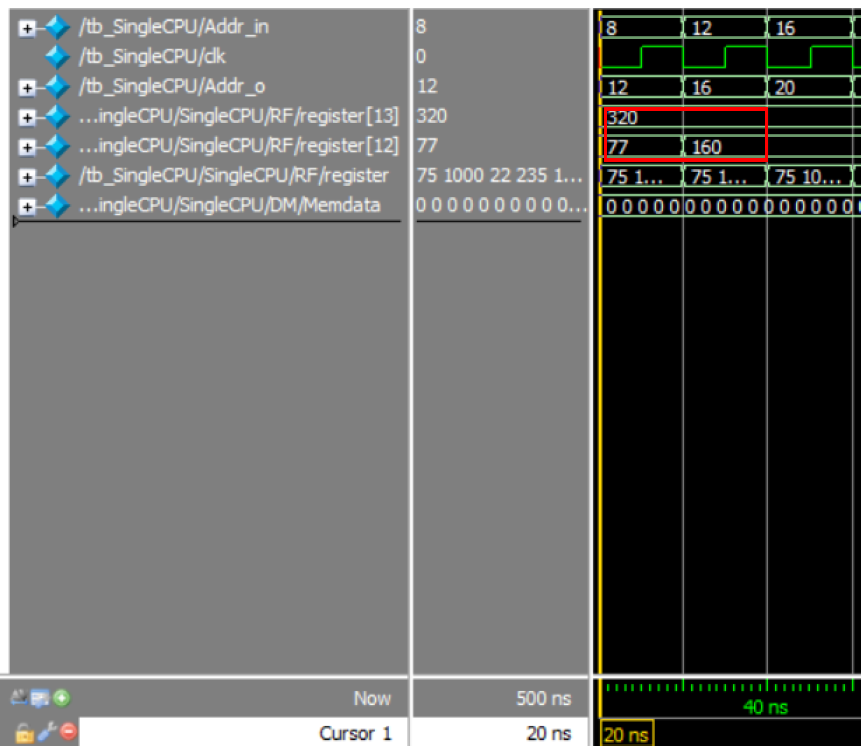 /tb_SingleCPU/Addr_in 8 8 12 16
/tb_SingleCPU/clk 0
/tb_SingleCPU/Addr_o 12 12 16 20
...ingleCPU/SingleCPU/RF/register[13] 320 320
...ingleCPU/SingleCPU/RF/register[12] 77 77 160
/tb_SingleCPU/SingleCPU/RF/register 75 1000 22 235 1... 75 1... 75 1... 75 10...
...ingleCPU/SingleCPU/DM/Memdata 0 0 0 0 0 0 0 0 0 0... 0 0 0 0 0 0 0 0 0 0 0 0 0 0 0 0
Now 500 ns 40 ns
Cursor 1 20 ns 20 ns